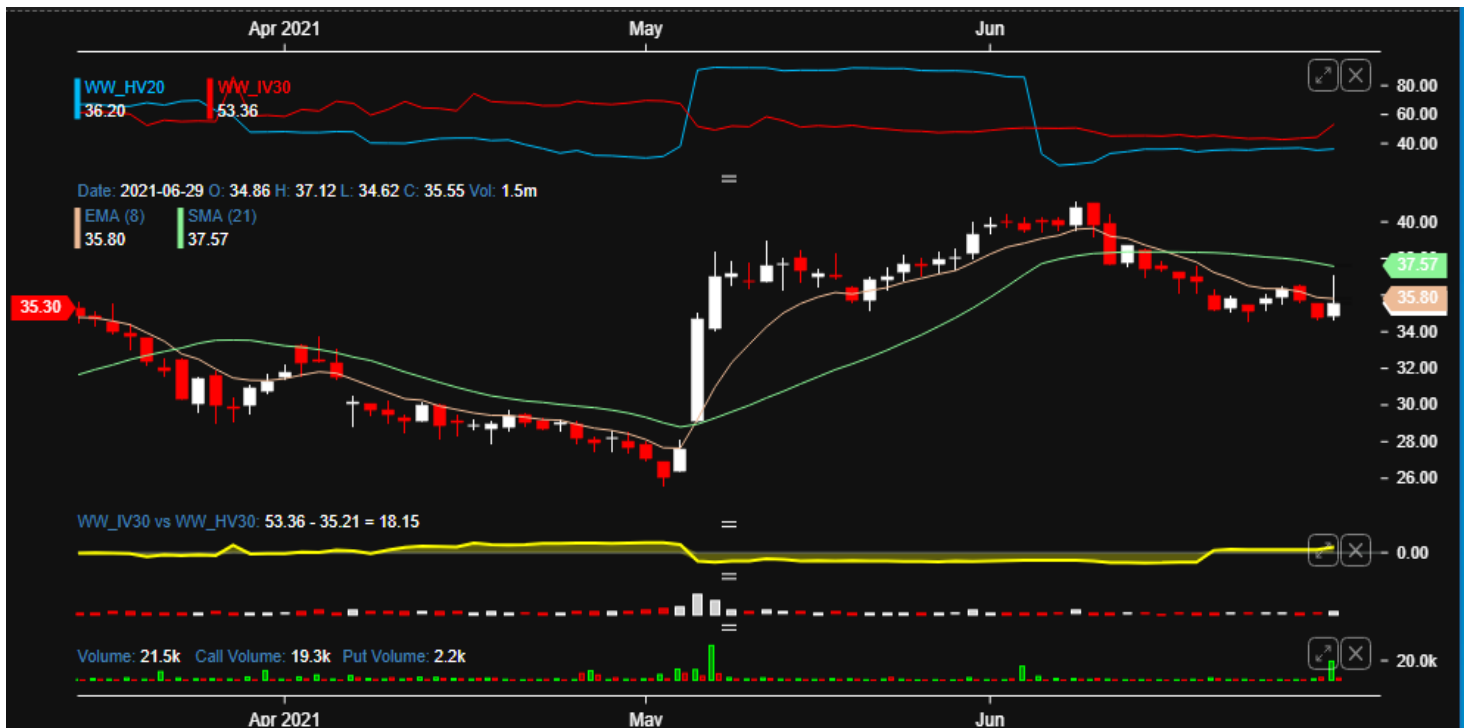 Apr 2021 May Jun
WW_HV20 WW_IV30
36.20 53.36
80.00
60.00
40.00
Date: 2021-06-29 O: 34.86 H: 37.12 L: 34.62 C: 35.55 Vol: 1.5m
EMA (8) SMA (21)
35.80 37.57
40.00
37.57
35.30
35.80
34.00
32.00
30.00
28.00
26.00
WW_IV30 vs WW_HV30: 53.36 - 35.21 = 18.15
0.00
Volume: 21.5k Call Volume: 19.3k Put Volume: 2.2k
20.0k
Apr 2021 May Jun